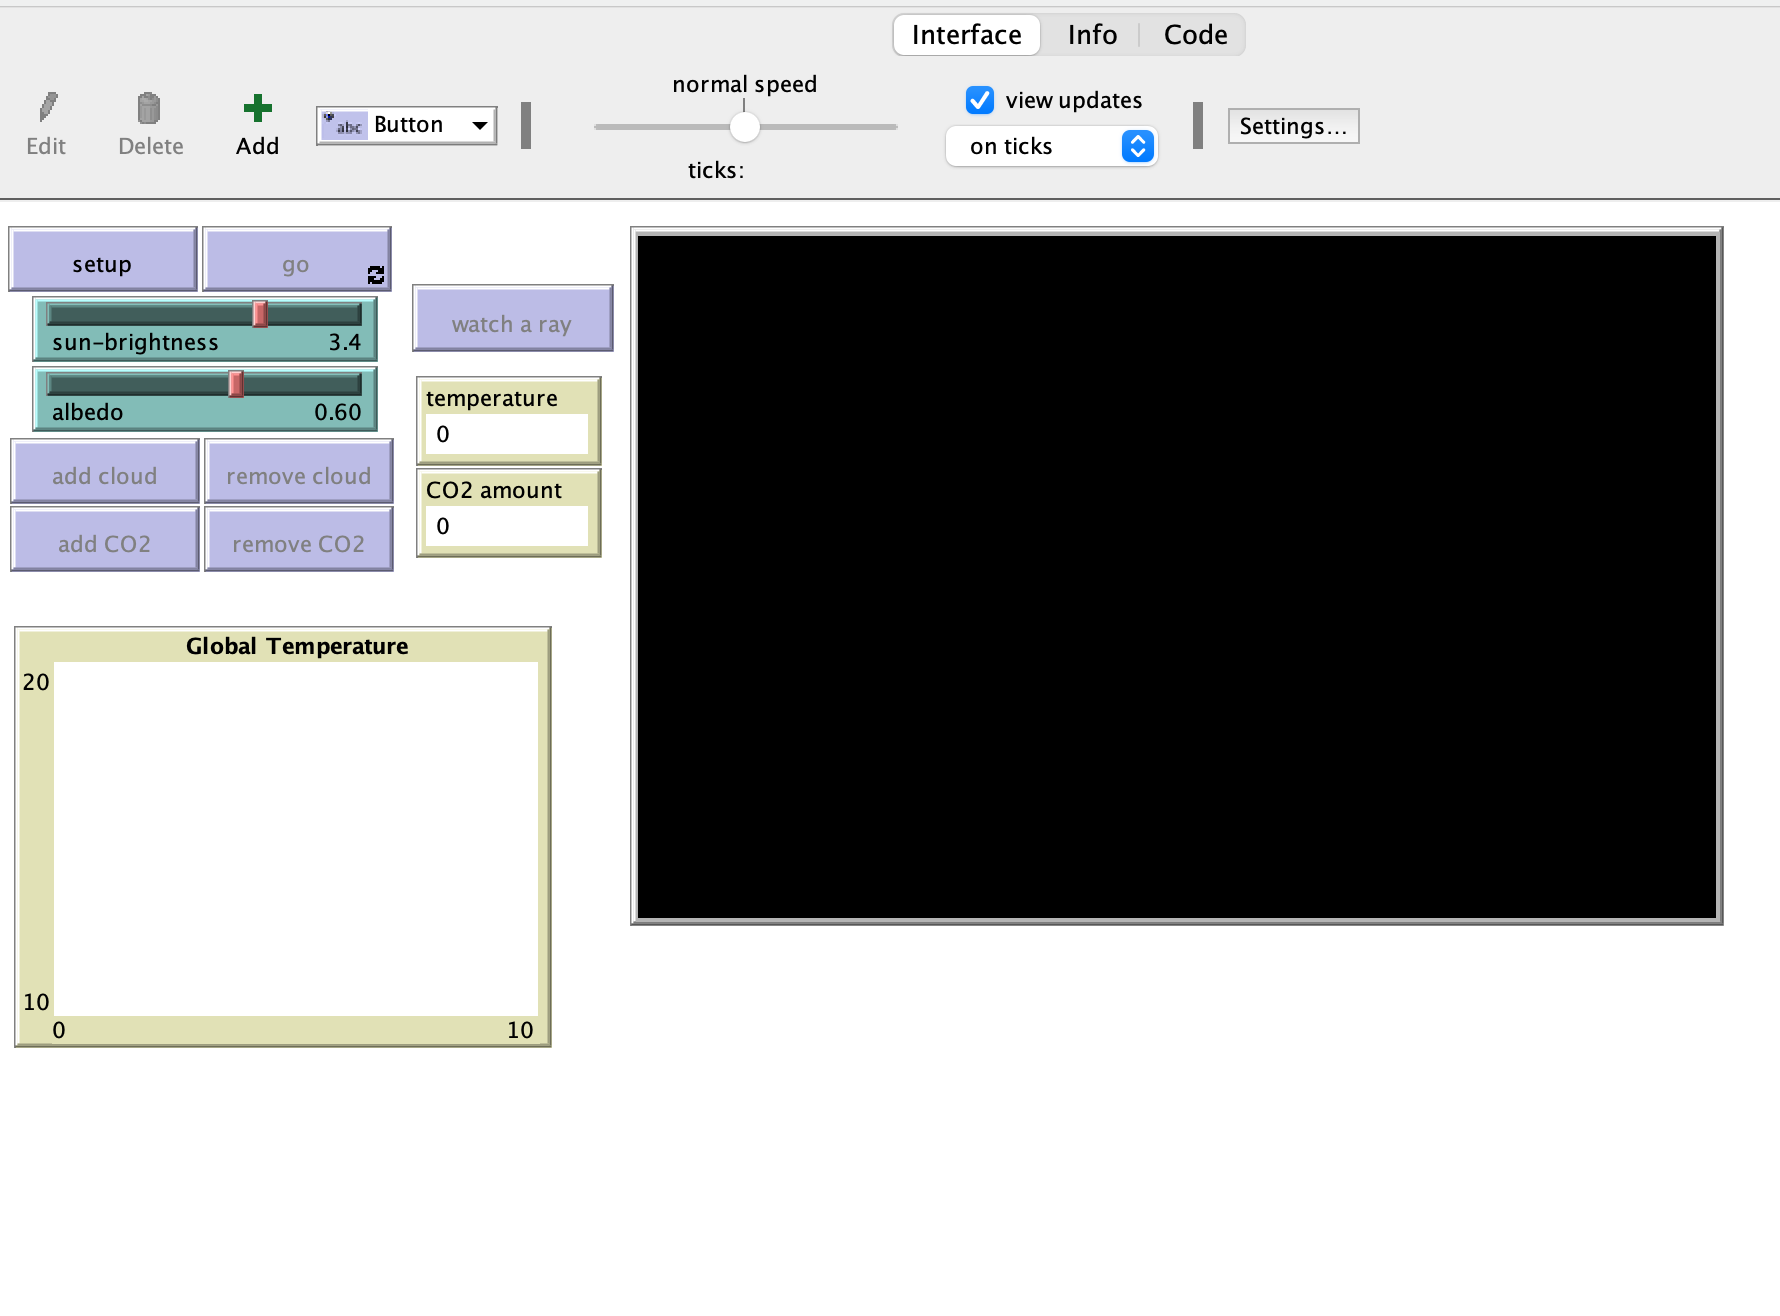 Interface Info Code
normal speed
view updates
Edit Delete Add
abc Button
on ticks
Settings...
ticks:
setup go
sun-brightness 3.4
watch a ray
albedo 0.60
temperature
0
add cloud remove cloud
CO2 amount
0
add CO2 remove CO2
Global Temperature
20
10
0 10